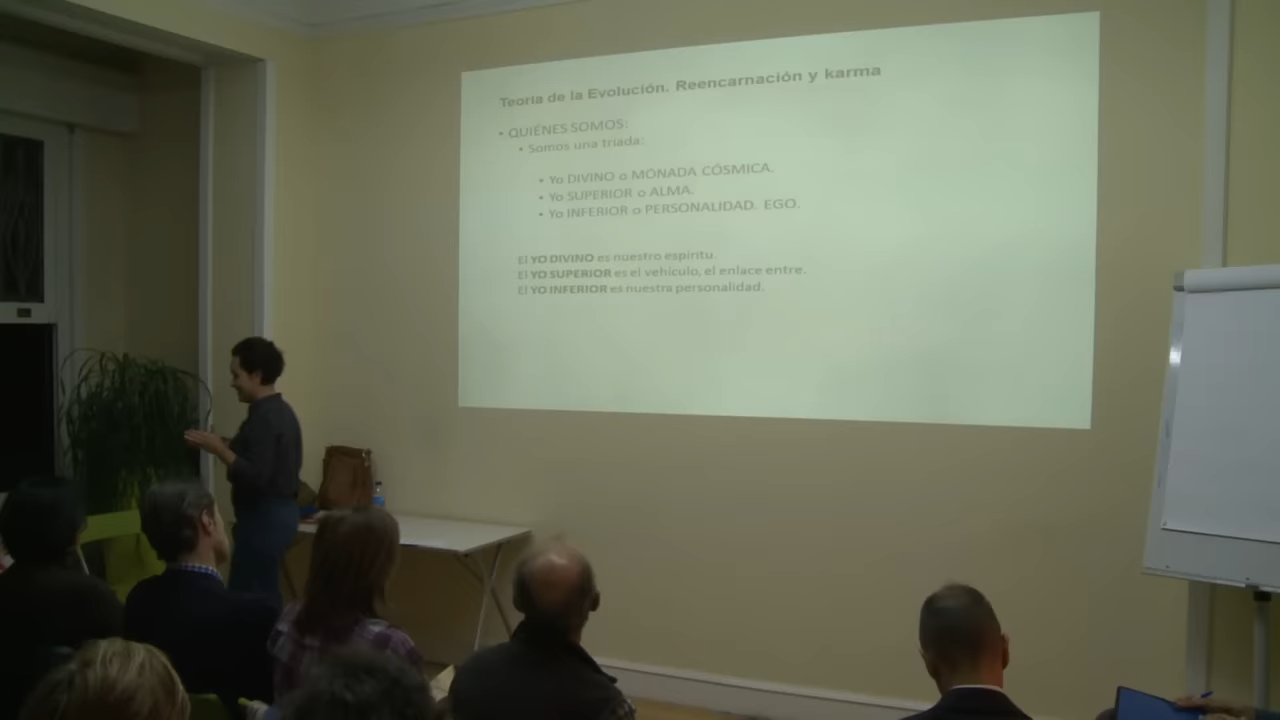 Teoría de la Evolución. Reencarnación y karma
• QUIÉNES SOMOS:
• Somos una triada:
• Yo DIVINO o MONADA CÓSMICA.
• Yo SUPERIOR o ALMA.
• Yo INFERIOR o PERSONALIDAD. EGO.
El YO DIVINO es nuestro espíritu.
El YO SUPERIOR es el vehículo, el enlace entre.
El YO INFERIOR es nuestra personalidad.